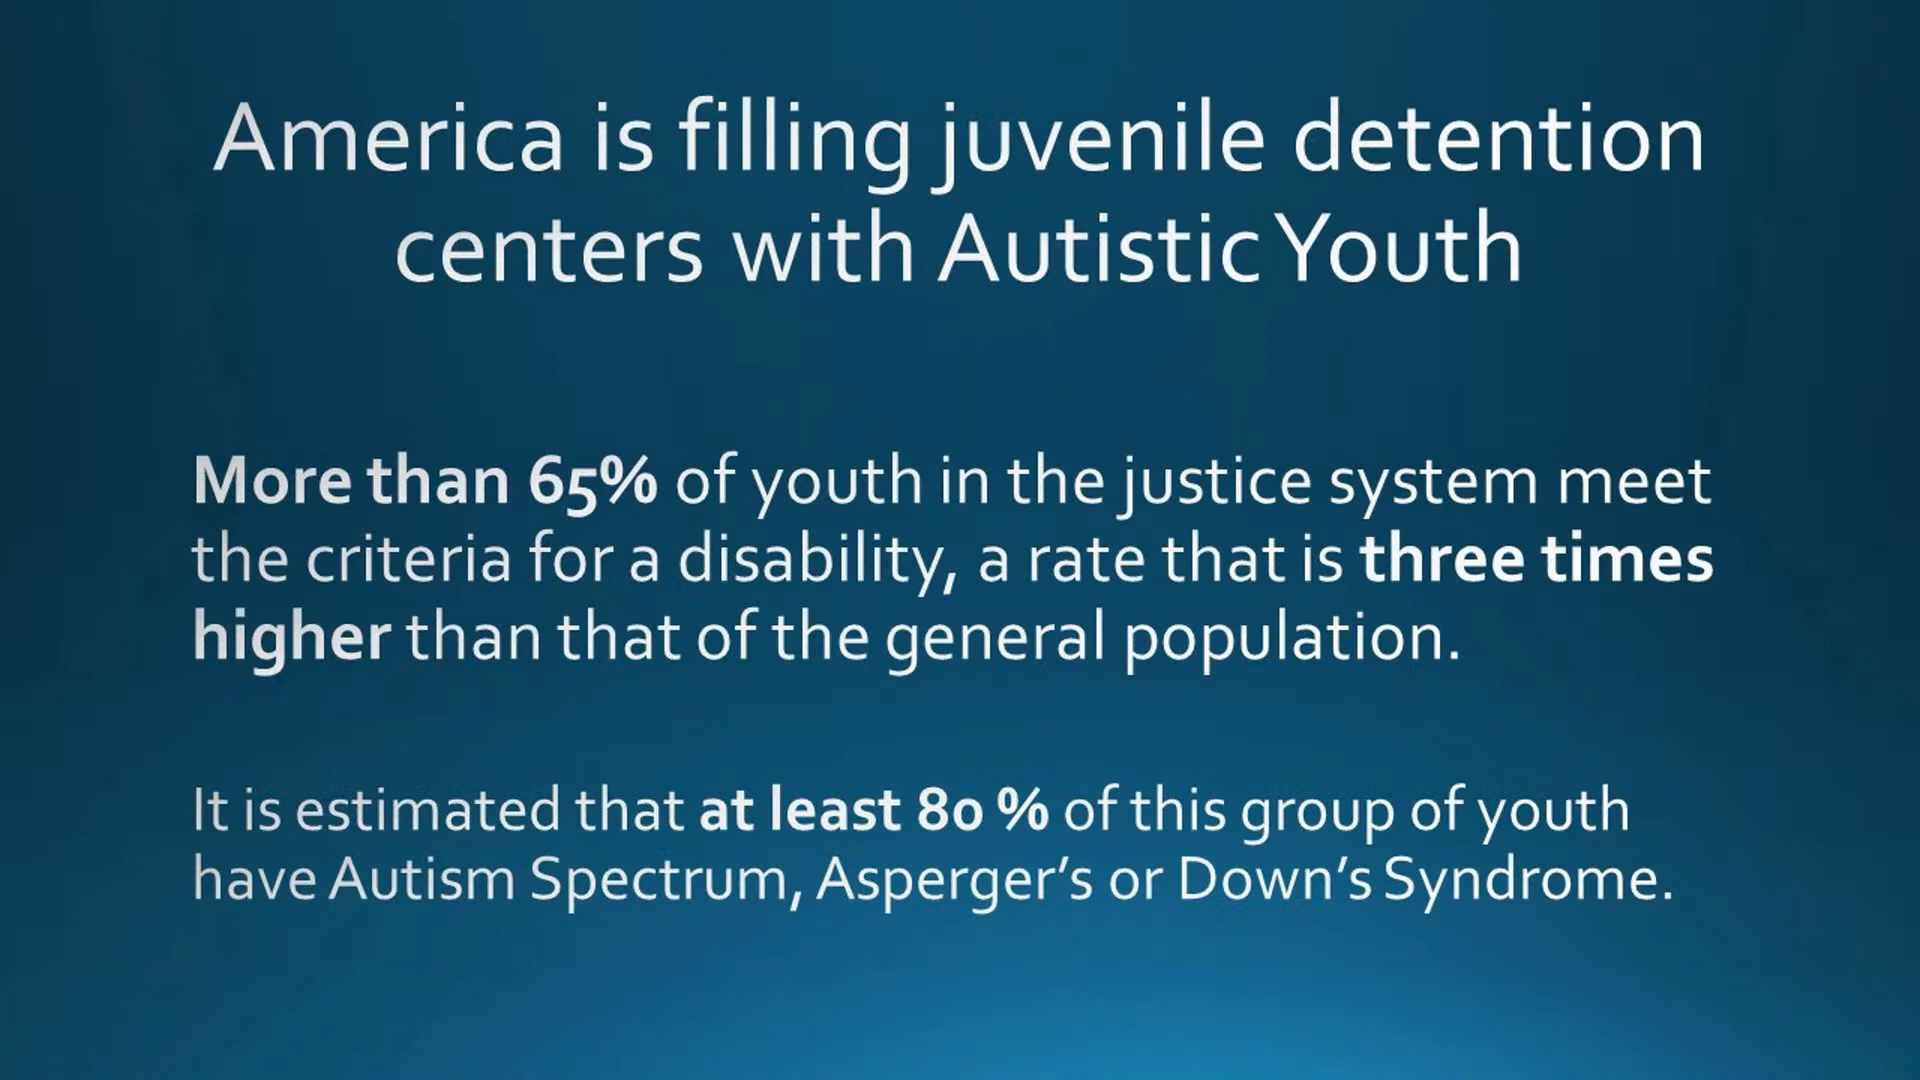 America is filling juvenile detention
centers with Autistic Youth
More than 65% of youth in the justice system meet
the criteria for a disability, a rate that is three times
higher than that of the general population.
It is estimated that at least 80 % of this group of youth
have Autism Spectrum, Asperger’s or Down’s Syndrome.